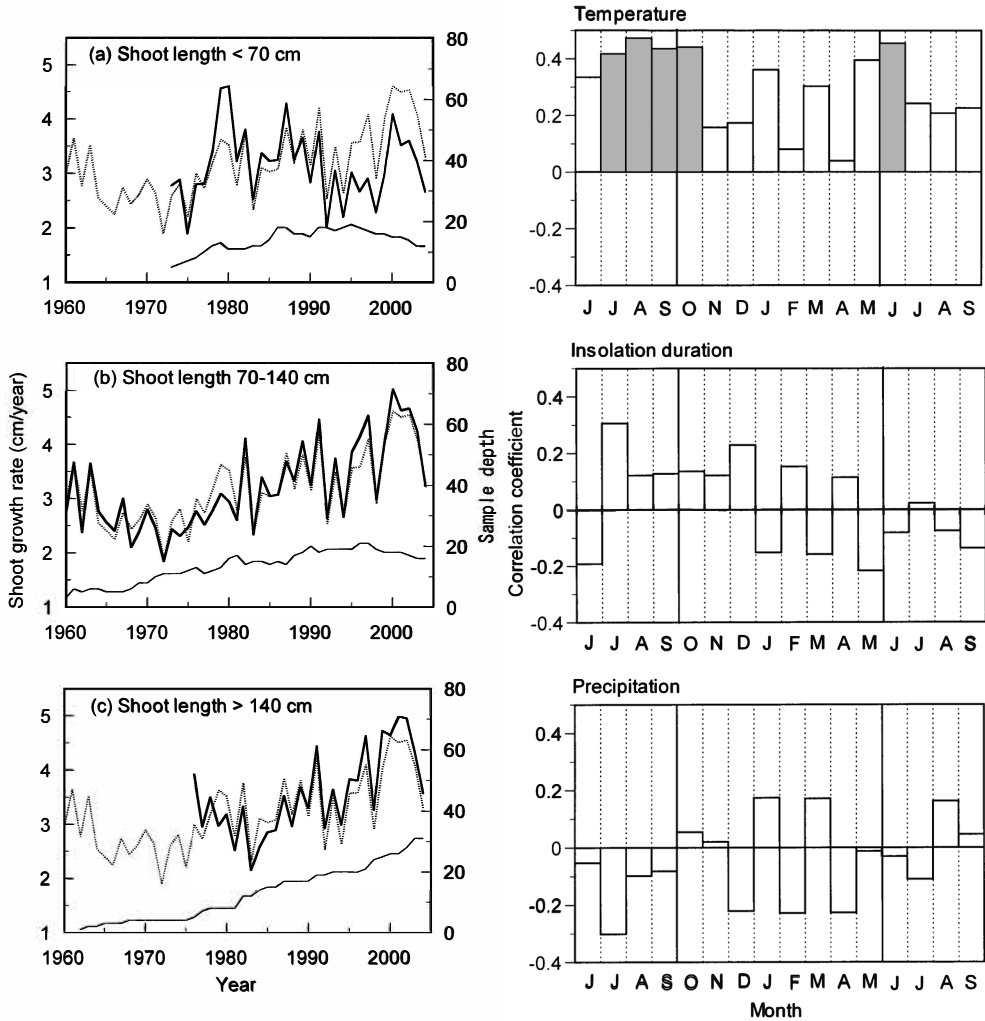 (a) Shoot length < 70 cm
5
4
3
2
1
80
60
40
20
0
1960 1970 1980 1990 2000
(b) Shoot length 70-140 cm
5
4
3
2
1
80
60
40
20
0
1960 1970 1980 1990 2000
Shoot growth rate (cm/year)
Sample depth
(c) Shoot length > 140 cm
5
4
3
2
1
80
60
40
20
0
1960 1970 1980 1990 2000
Year
Temperature
0.4
0.2
0
-0.2
-0.4
J J A S O N D J F M A M J J A S
Insolation duration
0.4
0.2
0
-0.2
-0.4
J J A S O N D J F M A M J J A S
Correlation coefficient
Precipitation
0.4
0.2
0
-0.2
-0.4
J J A S O N D J F M A M J J A S
Month